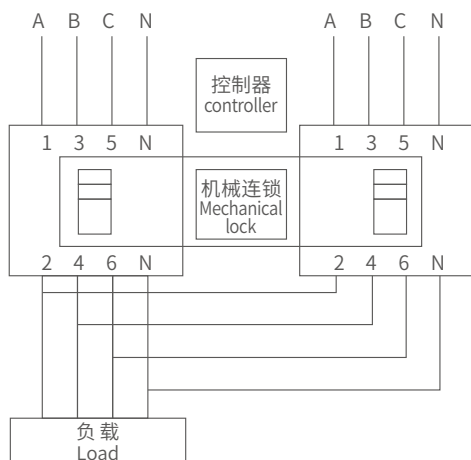 A B C N A B C N
控制器
controller
1 3 5 N 1 3 5 N
机械连锁
Mechanical
lock
2 4 6 N 2 4 6 N
负载
Load